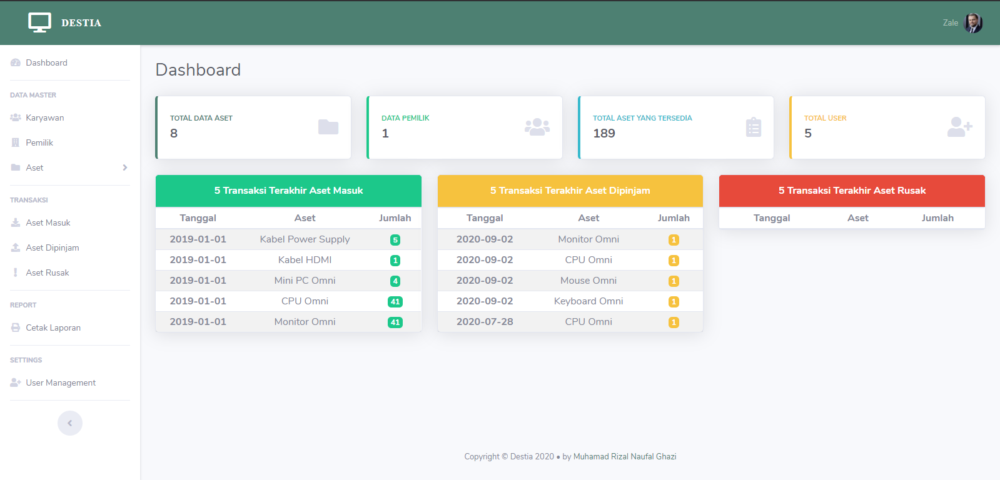 DESTIA
Zale
Dashboard
DATA MASTER
Karyawan
Pemilik
Aset
TRANSAKSI
Aset Masuk
Aset Dipinjam
Aset Rusak
REPORT
Cetak Laporan
SETTINGS
User Management
Dashboard
TOTAL DATA ASET
8
DATA PEMILIK
1
TOTAL ASET YANG TERSEDIA
189
TOTAL USER
5
5 Transaksi Terakhir Aset Masuk
Tanggal Aset Jumlah
2019-01-01 Kabel Power Supply 5
2019-01-01 Kabel HDMI 1
2019-01-01 Mini PC Omni 4
2019-01-01 CPU Omni 41
2019-01-01 Monitor Omni 41
5 Transaksi Terakhir Aset Dipinjam
Tanggal Aset Jumlah
2020-09-02 Monitor Omni 1
2020-09-02 CPU Omni 1
2020-09-02 Mouse Omni 1
2020-09-02 Keyboard Omni 1
2020-07-28 CPU Omni 1
5 Transaksi Terakhir Aset Rusak
Tanggal Aset Jumlah
Copyright © Destia 2020 • by Muhamad Rizal Naufal Ghazi